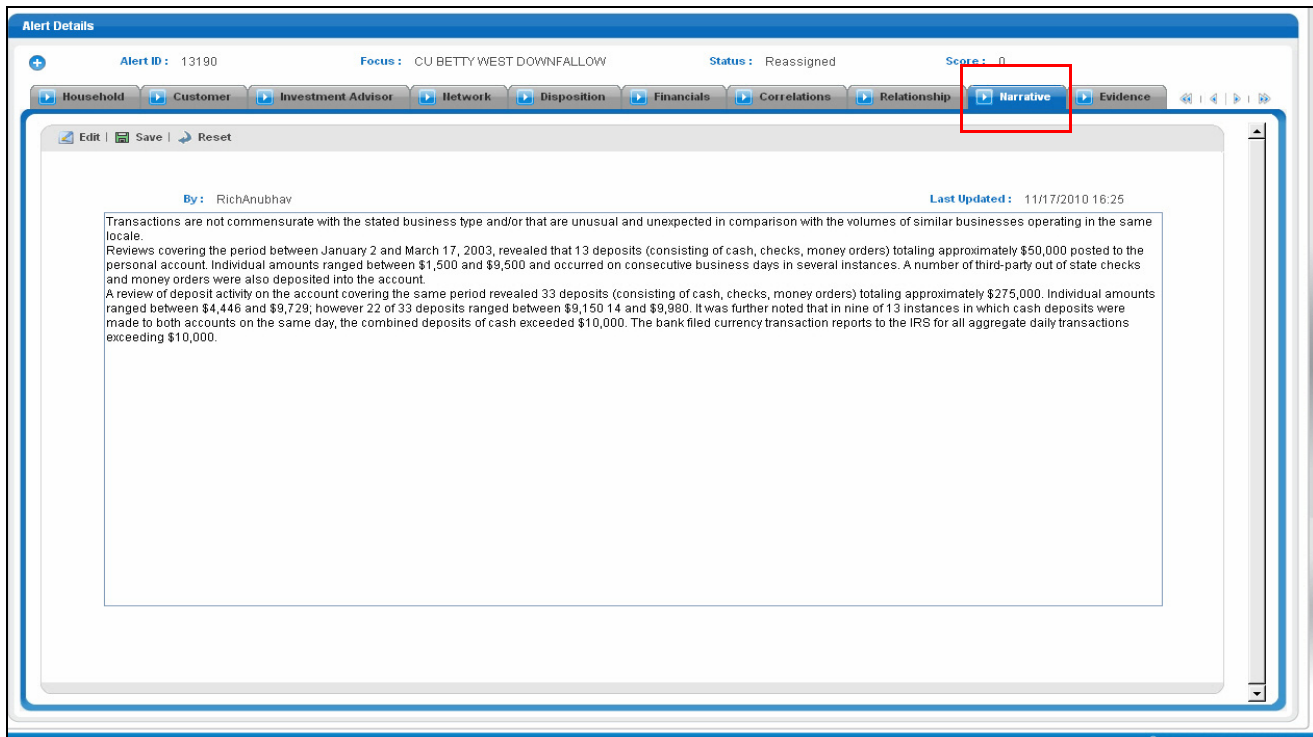 Alert Details
Alert ID : 13190 Focus : CU BETTY WEST DOWNFALLOW Status : Reassigned Score : 0
Household Customer Investment Advisor Network Disposition Financials Correlations Relationship Narrative Evidence
Edit | Save | Reset
By : RichAnubhav Last Updated : 11/17/2010 16:25
Transactions are not commensurate with the stated business type and/or that are unusual and unexpected in comparison with the volumes of similar businesses operating in the same
locale.
Reviews covering the period between January 2 and March 17, 2003, revealed that 13 deposits (consisting of cash, checks, money orders) totaling approximately $50,000 posted to the
personal account. Individual amounts ranged between $1,500 and $9,500 and occurred on consecutive business days in several instances. A number of third-party out of state checks
and money orders were also deposited into the account.
A review of deposit activity on the account covering the same period revealed 33 deposits (consisting of cash, checks, money orders) totaling approximately $275,000. Individual amounts
ranged between $4,446 and $9,729; however 22 of 33 deposits ranged between $9,150 14 and $9,980. It was further noted that in nine of 13 instances in which cash deposits were
made to both accounts on the same day, the combined deposits of cash exceeded $10,000. The bank filed currency transaction reports to the IRS for all aggregate daily transactions
exceeding $10,000.